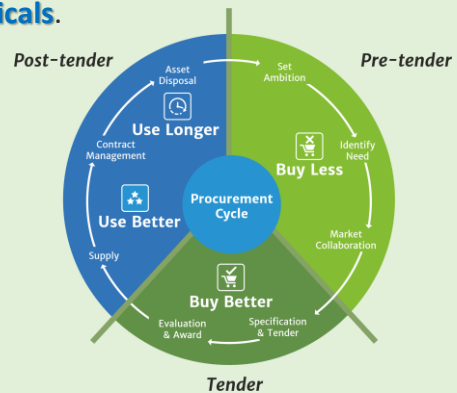 icals.
Post-tender
Pre-tender
Asset
Disposal
Set
Ambition
Use Longer
Contract
Management
Identify
Need
Buy Less
Procurement
Cycle
Use Better
Market
Collaboration
Supply
Buy Better
Evaluation
& Award
Specification
& Tender
Tender